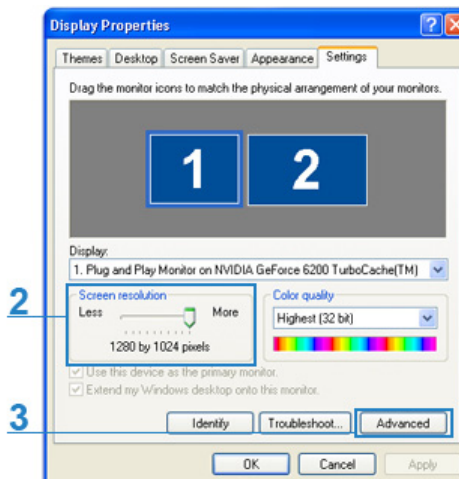 Display Properties
Themes Desktop Screen Saver Appearance Settings
Drag the monitor icons to match the physical arrangement of your monitors.
1 2
Display:
1. Plug and Play Monitor on NVIDIA GeForce 6200 TurboCache(TM)
2
Screen resolution
Less More
1280 by 1024 pixels
Color quality
Highest (32 bit)
Use this device as the primary monitor.
Extend my Windows desktop onto this monitor.
3
Identify Troubleshoot... Advanced
OK Cancel Apply